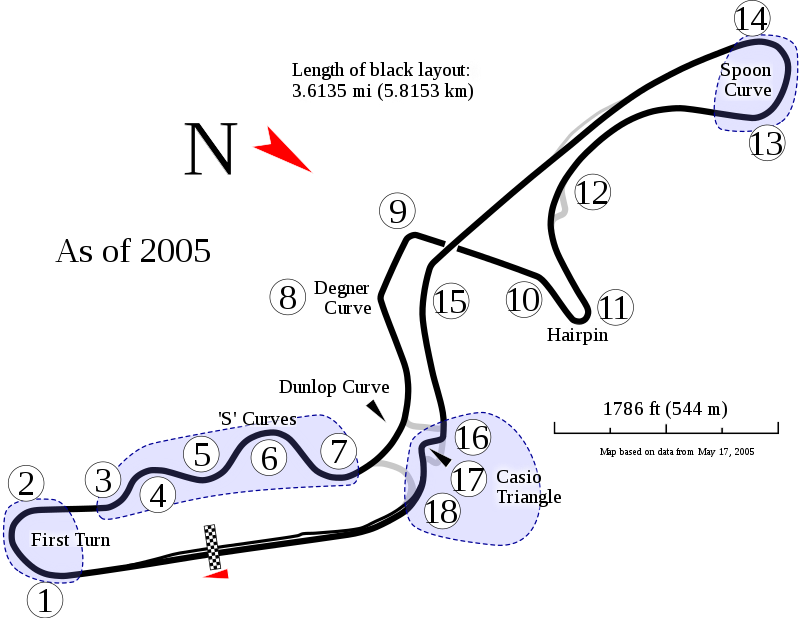 14
Length of black layout:
3.6135 mi (5.8153 km)
Spoon
Curve
N
13
12
9
As of 2005
8
Degner
Curve
15
10
11
Hairpin
Dunlop Curve
1786 ft (544 m)
Map based on data from May 17, 2005
'S' Curves
16
7
5
6
3
4
17
Casio
Triangle
2
18
First Turn
1